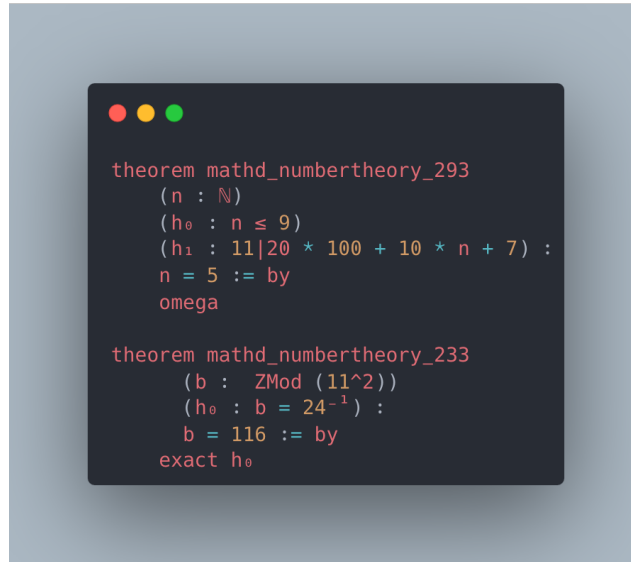 theorem mathd_numbertheory_293
(n : ℕ)
(h₀ : n ≤ 9)
(h₁ : 11|20 * 100 + 10 * n + 7) :
n = 5 := by
omega
theorem mathd_numbertheory_233
(b :  ZMod (11^2))
(h₀ : b = 24⁻¹) :
b = 116 := by
exact h₀